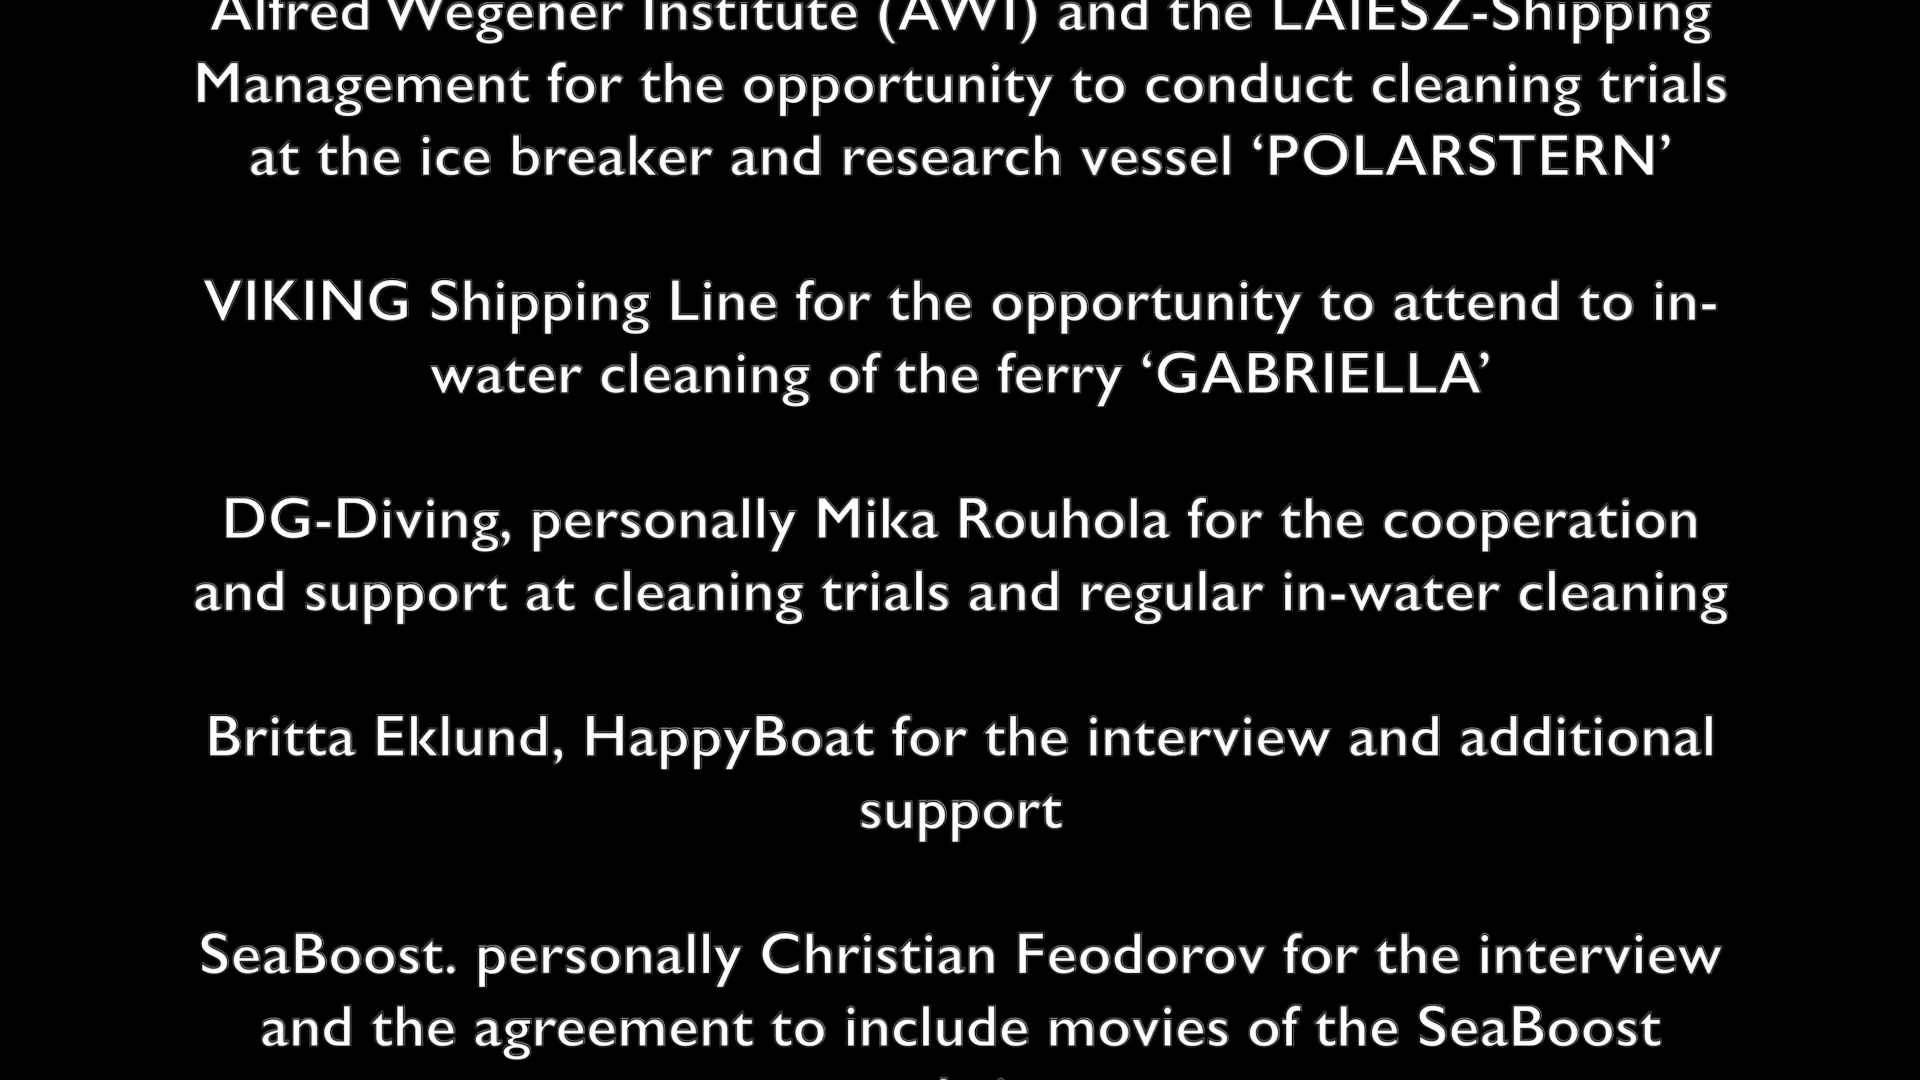 Alfred Wegener Institute (AWI) and the LAIESZ-Shipping
Management for the opportunity to conduct cleaning trials
at the ice breaker and research vessel ‘POLARSTERN’
VIKING Shipping Line for the opportunity to attend to in-
water cleaning of the ferry ‘GABRIELLA’
DG-Diving, personally Mika Rouhola for the cooperation
and support at cleaning trials and regular in-water cleaning
Britta Eklund, HappyBoat for the interview and additional
support
SeaBoost. personally Christian Feodorov for the interview
and the agreement to include movies of the SeaBoost